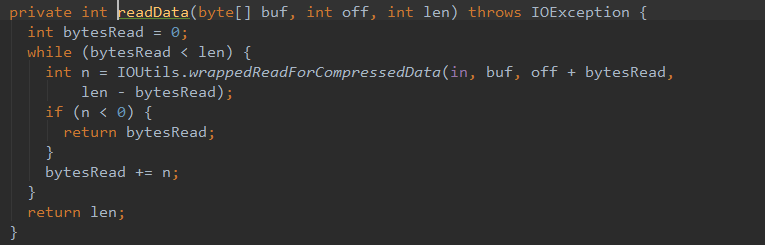 private int readData(byte[] buf, int off, int len) throws IOException {
  int bytesRead = 0;
  while (bytesRead < len) {
    int n = IOUtils.wrappedReadForCompressedData(in, buf, off + bytesRead,
        len - bytesRead);
    if (n < 0) {
      return bytesRead;
    }
    bytesRead += n;
  }
  return len;
}